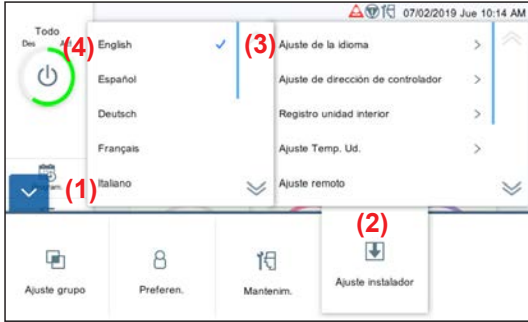 07/02/2019 Jue 10:14 AM
Todo
Des
(4)
English
Español
Deutsch
Français
Italiano
(3)
Ajuste de la idioma
Ajuste de dirección de controlador
Registro unidad interior
Ajuste Temp. Ud.
Ajuste remoto
Program.
(1)
(2)
Ajuste grupo
Preferen.
Mantenim.
Ajuste instalador